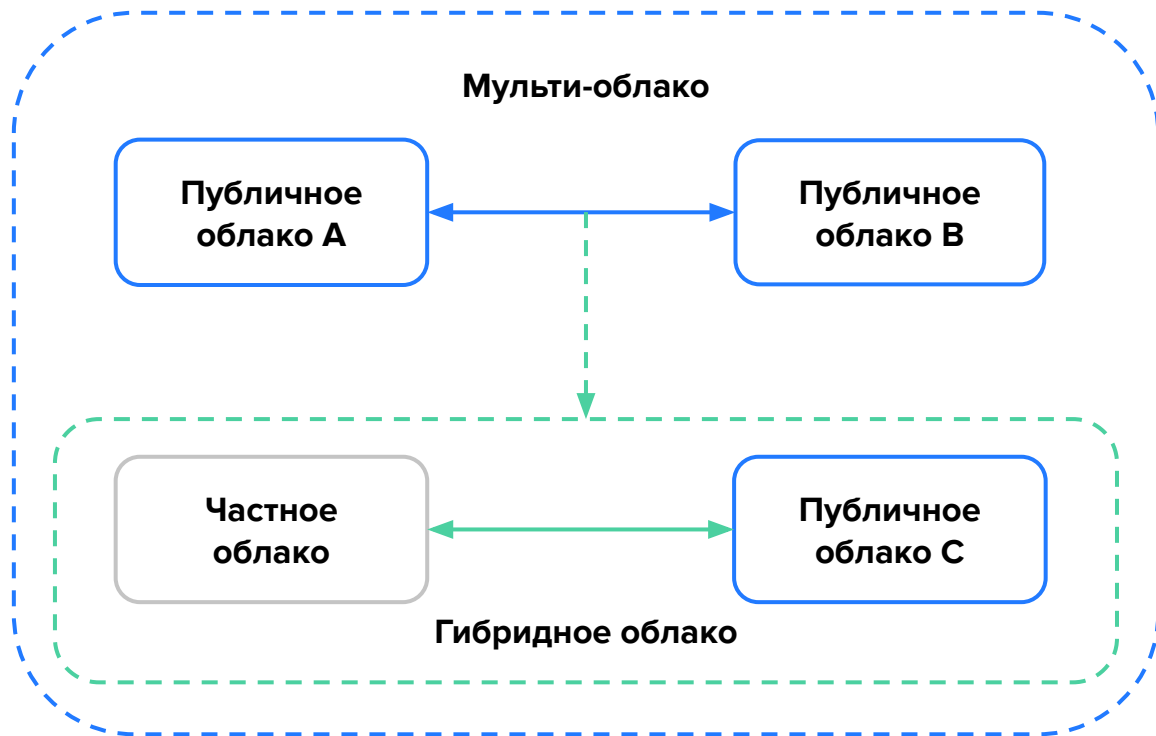 Мульти-облако
Публичное
облако A
Публичное
облако B
Частное
облако
Публичное
облако C
Гибридное облако